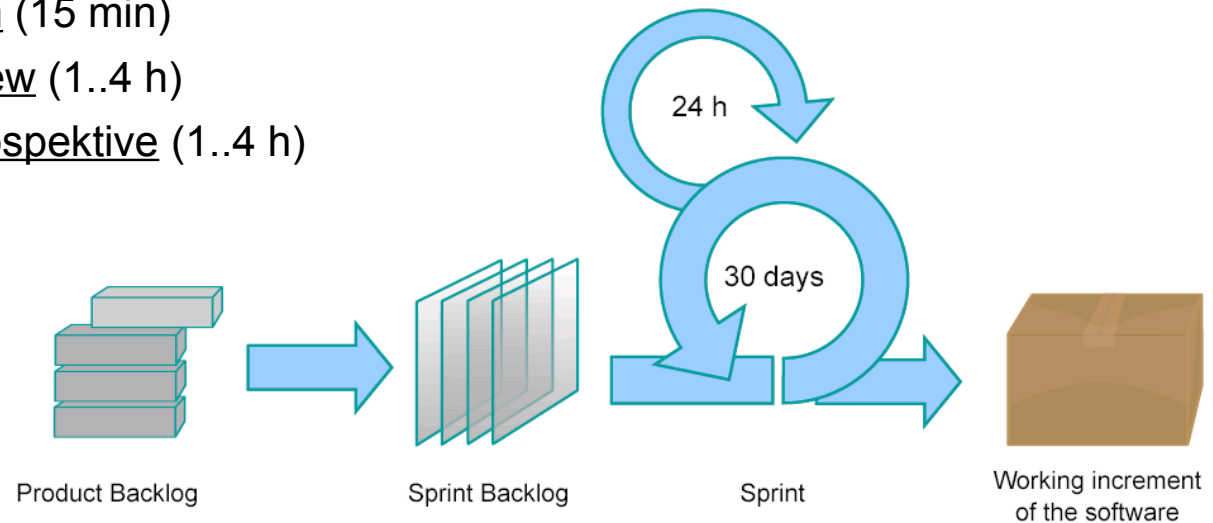 (15 min)
(1..4 h)
(1..4 h)
24 h
30 days
Product Backlog
Sprint Backlog
Sprint
Working increment
of the software